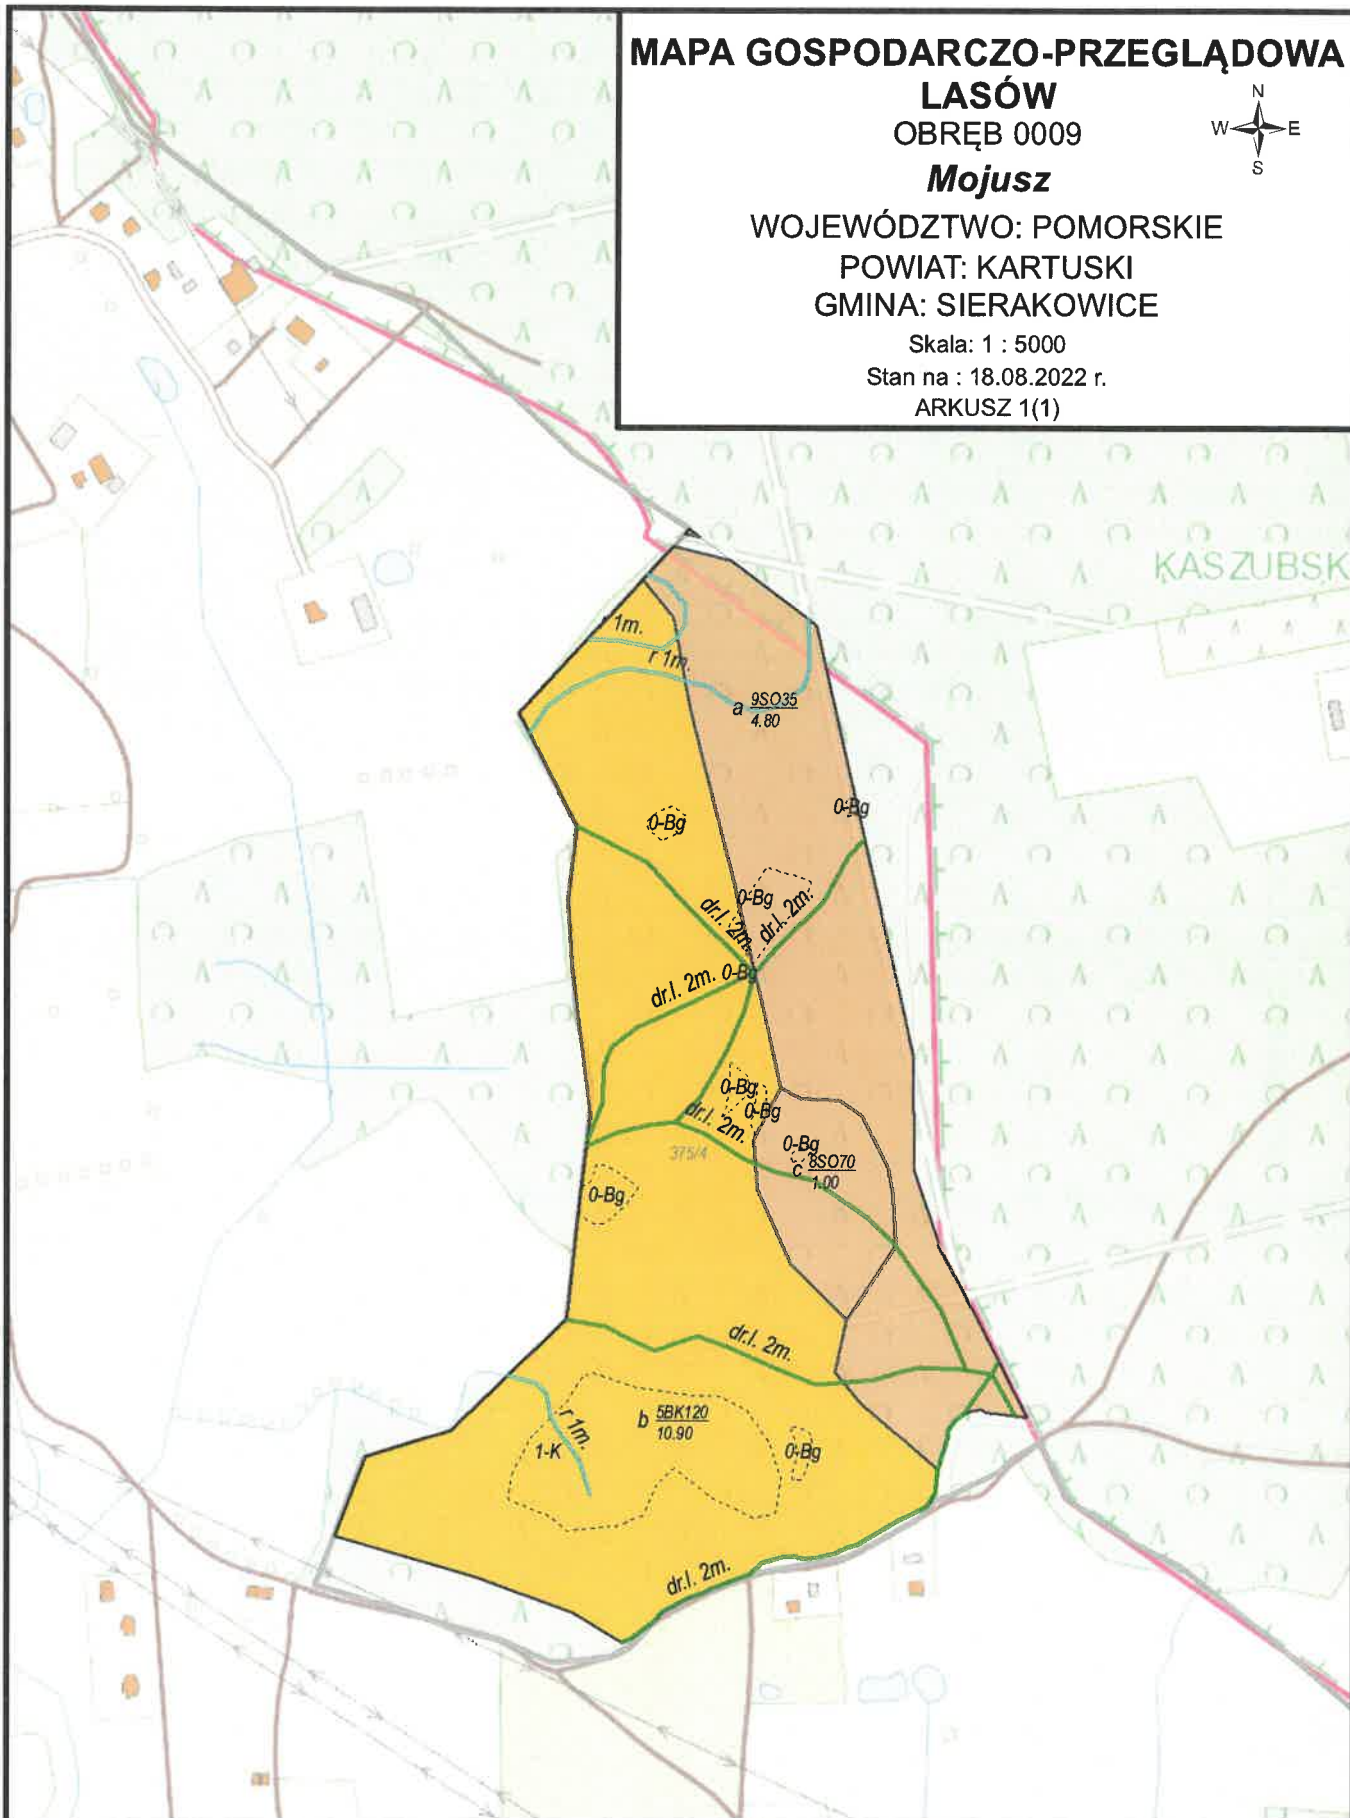 MAPA GOSPODARCZO-PRZEGLĄDOWA
LASÓW
OBRĘB 0009
Mojusz
WOJEWÓDZTWO: POMORSKIE
POWIAT: KARTUSKI
GMINA: SIERAKOWICE
Skala: 1 : 5000
Stan na : 18.08.2022 r.
ARKUSZ 1(1)
N
W E
S
KASZUBSK
1m.
r 1m.
a 9SO35
4.80
0-Bg
0-Bg
0-Bg
dr.l. 2m.
dr.l. 2m.
dr.l. 2m. 0-Bg
0-Bg
0-Bg
dr.l. 2m.
0-Bg
375/4
c 8SO70
1.00
0-Bg
dr.l. 2m.
b 5BK120
10.90
r 1m.
1-K
0-Bg
dr.l. 2m.